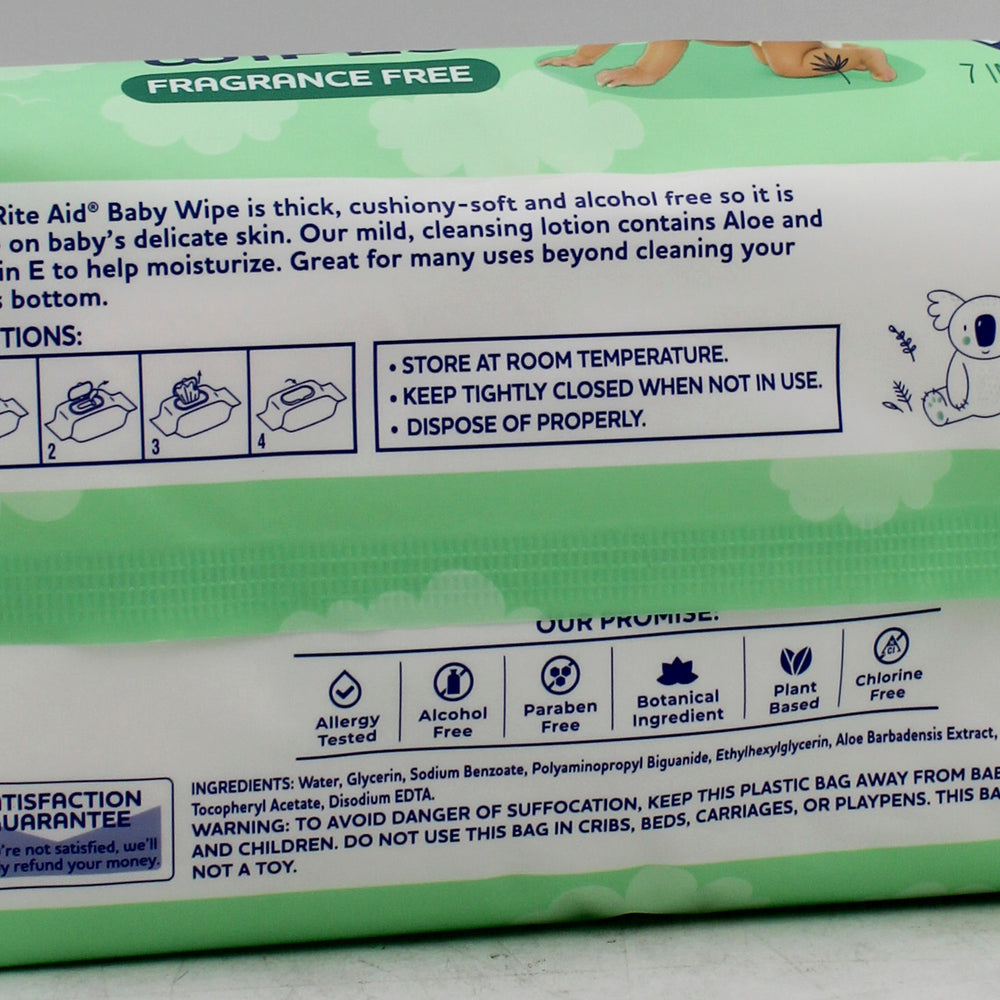 WIPES
FRAGRANCE FREE
7 IN
Rite Aid® Baby Wipe is thick, cushiony-soft and alcohol free so it is
on baby's delicate skin. Our mild, cleansing lotion contains Aloe and
in E to help moisturize. Great for many uses beyond cleaning your
s bottom.
TIONS:
2
3
4
• STORE AT ROOM TEMPERATURE.
• KEEP TIGHTLY CLOSED WHEN NOT IN USE.
• DISPOSE OF PROPERLY.
OUR PROMISE:
Allergy
Tested
Alcohol
Free
Paraben
Free
Botanical
Ingredient
Plant
Based
Cl
Chlorine
Free
TISFACTION
UARANTEE
're not satisfied, we'll
y refund your money.
INGREDIENTS: Water, Glycerin, Sodium Benzoate, Polyaminopropyl Biguanide, Ethylhexylglycerin, Aloe Barbadensis Extract,
Tocopheryl Acetate, Disodium EDTA.
WARNING: TO AVOID DANGER OF SUFFOCATION, KEEP THIS PLASTIC BAG AWAY FROM BAB
AND CHILDREN. DO NOT USE THIS BAG IN CRIBS, BEDS, CARRIAGES, OR PLAYPENS. THIS BA
NOT A TOY.